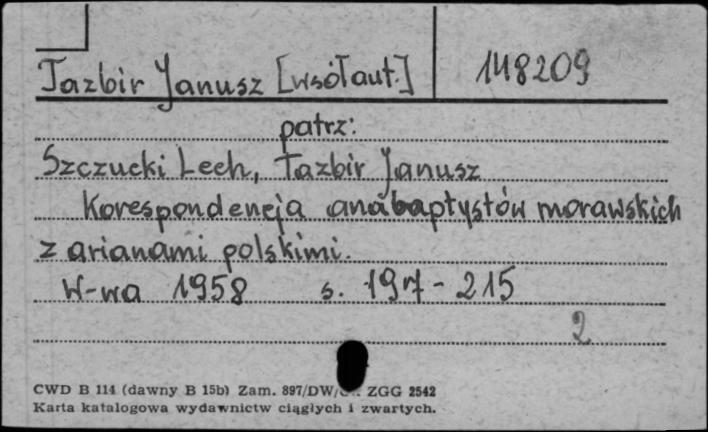 Tazbir Janusz [współaut.] 148209
patrz:
Szczucki Lech, Tazbir Janusz
Korespondencja anabaptystów morawskich
z arianami polskimi.
W-wa 1958 s. 197-215
2
CWD B 114 (dawny B 15b) Zam. 897/DW/ ZGG 2542
Karta katalogowa wydawnictw ciągłych i zwartych.